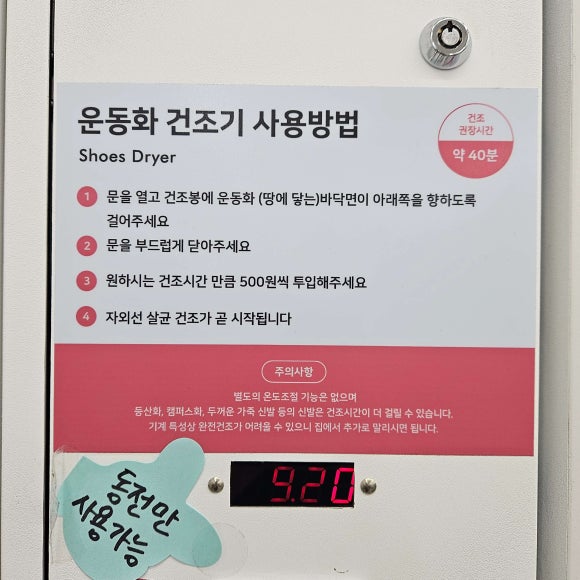 운동화 건조기 사용방법
Shoes Dryer
건조
권장시간
약 40분
1 문을 열고 건조봉에 운동화 (땅에 닿는)바닥면이 아래쪽을 향하도록
걸어주세요
2 문을 부드럽게 닫아주세요
3 원하시는 건조시간 만큼 500원씩 투입해주세요
4 자외선 살균 건조가 곧 시작됩니다
주의사항
별도의 온도조절 기능은 없으며
등산화, 캠퍼스화, 두꺼운 가죽 신발 등의 신발은 건조시간이 더 걸릴 수 있습니다.
기계 특성상 완전건조가 어려울 수 있으니 집에서 추가로 말리시면 됩니다.
9.20
동전만
사용가능